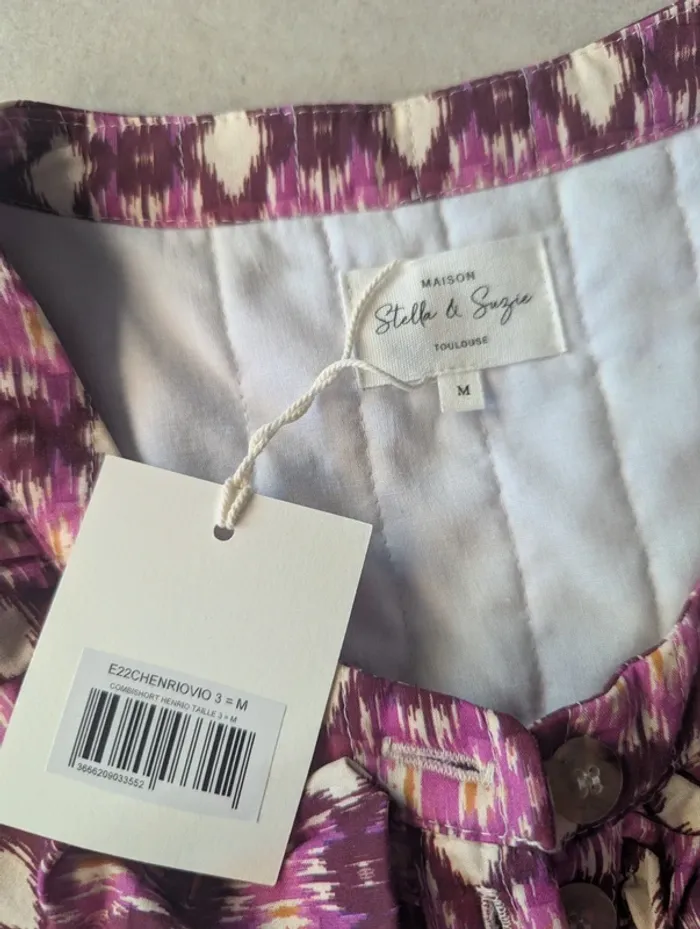 MAISON
Stella & Suzie
TOULOUSE
M
E22CHENRIOVIO 3 = M
COMBISHORT HENRIO TAILLE 3 = M
3666209033552